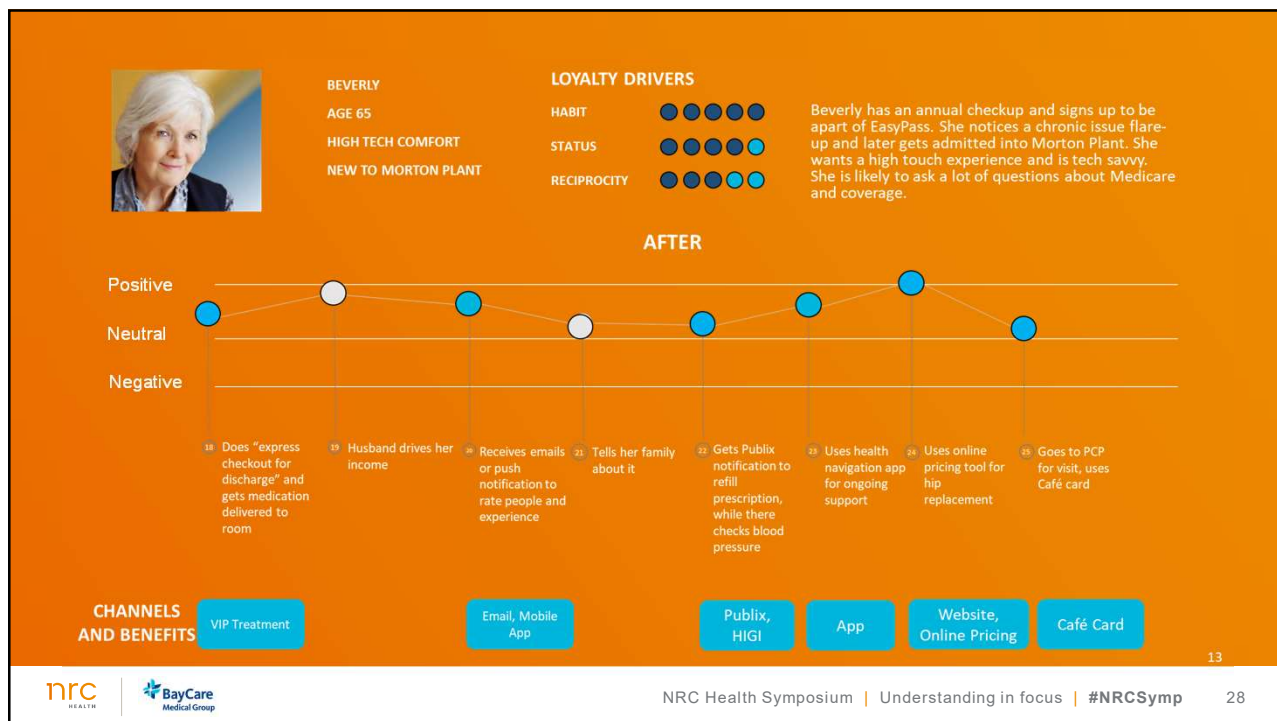 BEVERLY
AGE 65
HIGH TECH COMFORT
NEW TO MORTON PLANT
LOYALTY DRIVERS
HABIT
STATUS
RECIPROCITY
Beverly has an annual checkup and signs up to be
apart of EasyPass. She notices a chronic issue flare-
up and later gets admitted into Morton Plant. She
wants a high touch experience and is tech savvy.
She is likely to ask a lot of questions about Medicare
and coverage.
AFTER
Positive
Neutral
Negative
18 Does "express
checkout for
discharge" and
gets medication
delivered to
room
19 Husband drives her
income
20 Receives emails
or push
notification to
rate people and
experience
21 Tells her family
about it
22 Gets Publix
notification to
refill
prescription,
while there
checks blood
pressure
23 Uses health
navigation app
for ongoing
support
24 Uses online
pricing tool for
hip
replacement
25 Goes to PCP
for visit, uses
Café card
CHANNELS
AND BENEFITS
VIP Treatment
Email, Mobile
App
Publix,
HIGI
App
Website,
Online Pricing
Café Card
13
nrc
HEALTH
BayCare
Medical Group
NRC Health Symposium | Understanding in focus | #NRCSymp 28